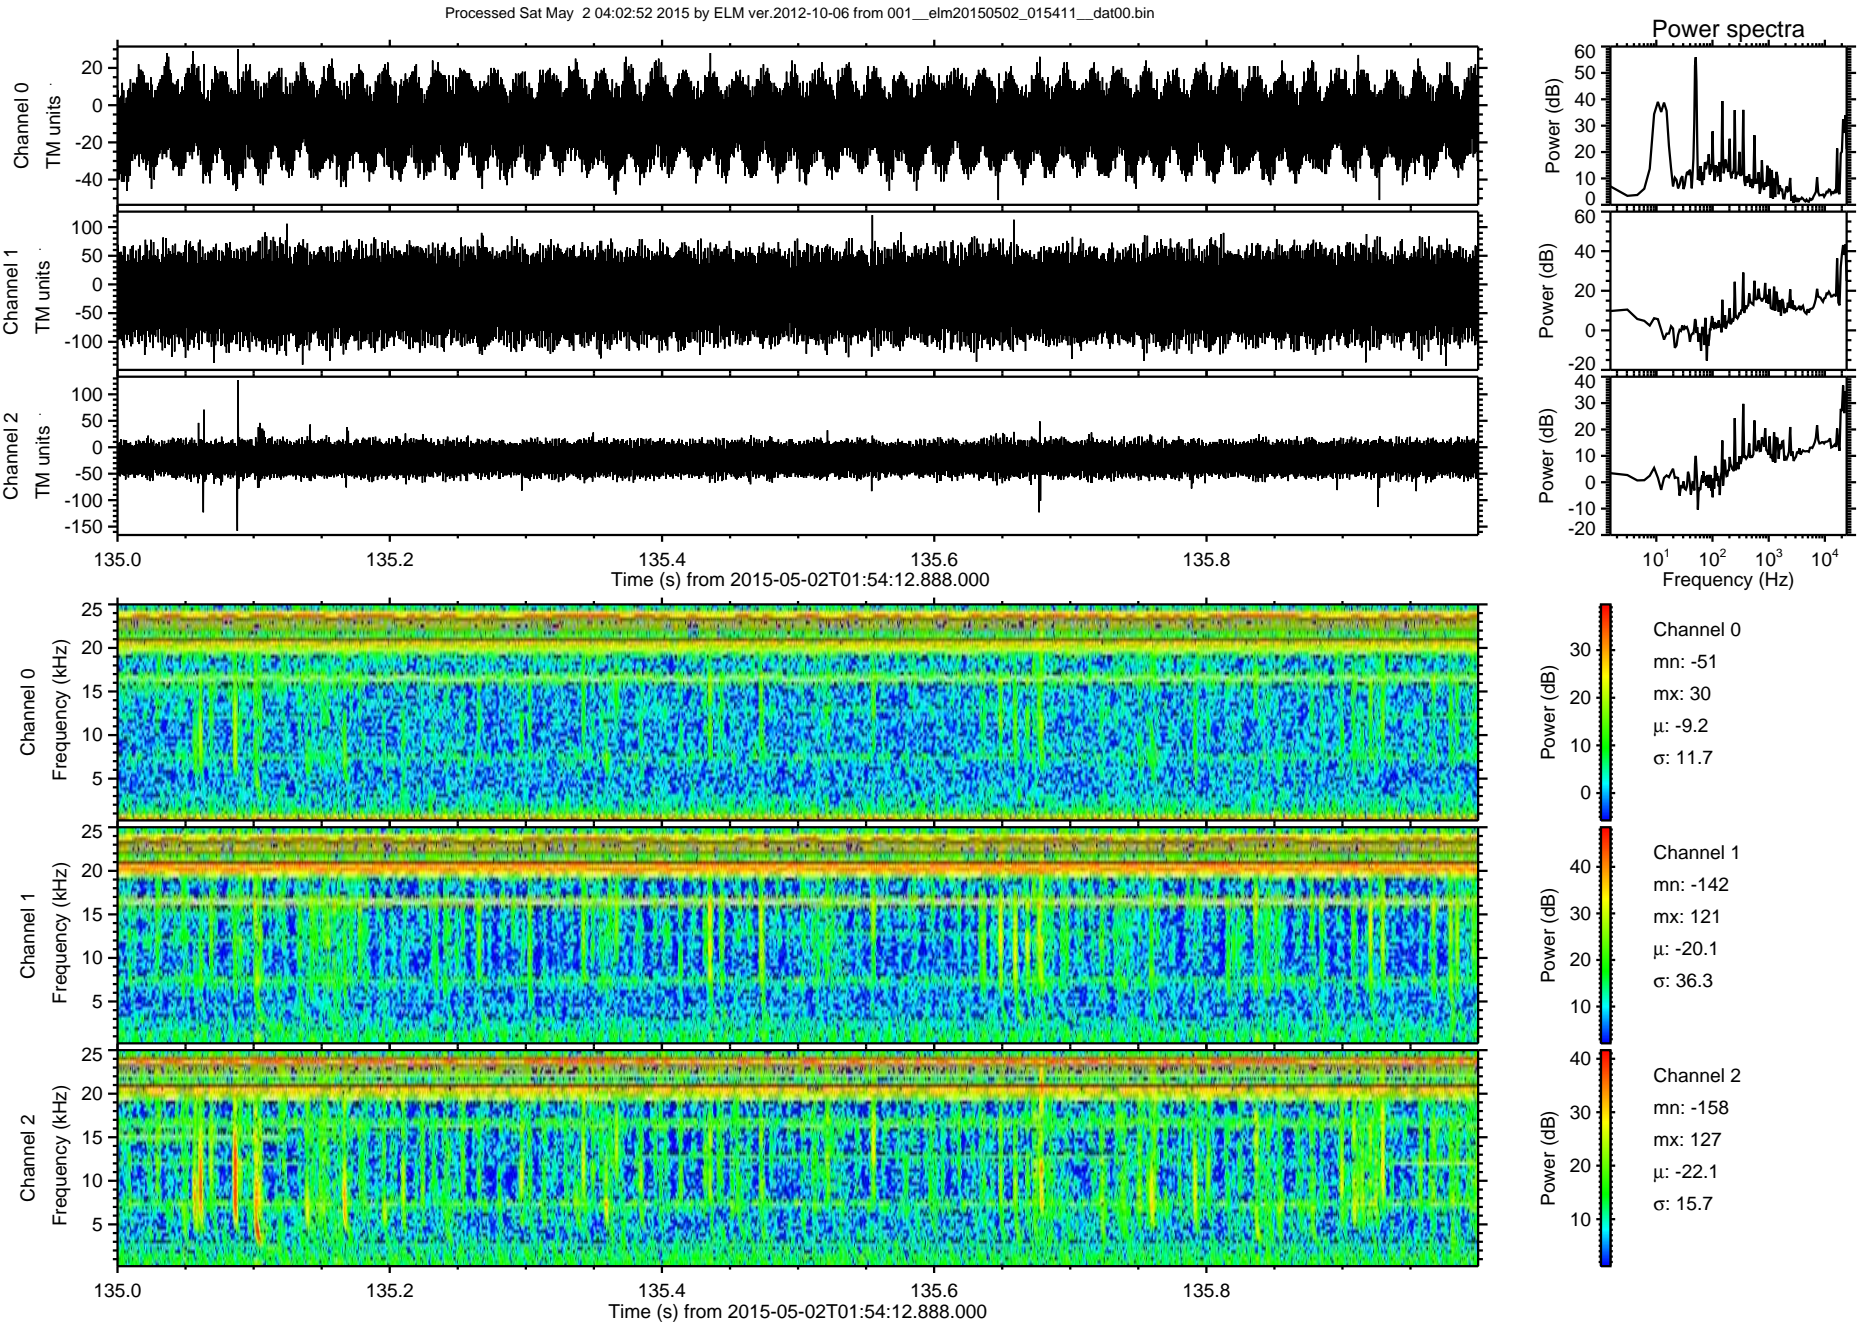 Processed Sat May 2 04:02:52 2015 by ELM ver.2012-10-06 from 001__elm20150502_015411__dat00.bin
Power spectra
Channel 0
TM units
20
0
-20
-40
Power (dB)
60
50
40
30
20
10
0
Channel 1
TM units
100
50
0
-50
-100
Power (dB)
60
40
20
0
-20
Channel 2
TM units
100
50
0
-50
-100
-150
Power (dB)
40
30
20
10
0
-10
-20
135.0 135.2 135.4 135.6 135.8
Time (s) from 2015-05-02T01:54:12.888.000
10^1 10^2 10^3 10^4
Frequency (Hz)
Channel 0
Frequency (kHz)
25
20
15
10
5
Power (dB)
30
20
10
0
Channel 0
mn: -51
mx: 30
μ: -9.2
σ: 11.7
Channel 1
Frequency (kHz)
25
20
15
10
5
Power (dB)
40
30
20
10
Channel 1
mn: -142
mx: 121
μ: -20.1
σ: 36.3
Channel 2
Frequency (kHz)
25
20
15
10
5
Power (dB)
40
30
20
10
Channel 2
mn: -158
mx: 127
μ: -22.1
σ: 15.7
135.0 135.2 135.4 135.6 135.8
Time (s) from 2015-05-02T01:54:12.888.000